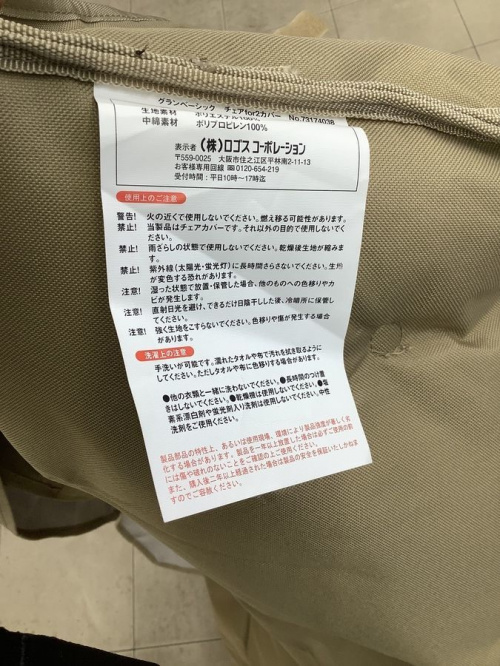 グランベーシック チェアfor2カバー No.73174038
生地素材 ポリエステル100%
中綿素材 ポリプロピレン100%
表示者 (株)ロゴスコーポレーション
〒559-0025 大阪市住之江区平林南2-11-13
お客様専用回線 0120-654-219
受付時間:平日10時〜17時迄
使用上のご注意
警告! 火の近くで使用しないでください。燃え移る可能性があります。
禁止! 当製品はチェアカバーです。それ以外の目的で使用しないでください。
禁止! 雨ざらしの状態で使用しないでください。乾燥後生地が縮みます。
禁止! 紫外線(太陽光・蛍光灯)に長時間さらさないでください。生地が変色する恐れがあります。
注意! 湿った状態で放置・保管した場合、他のものへの色移りやカビが発生します。
注意! 直射日光を避け、できるだけ日陰干しした後、冷暗所に保管してください。
注意! 強く生地をこすらないでください。色移りや傷が発生する場合があります。
洗濯上の注意
手洗いが可能です。濡れたタオルや布で汚れを拭き取るようにしてください。ただしタオルや布に色移りする場合があります。
●他の衣類と一緒に洗わないでください。●長時間のつけ置きはしないでください。●乾燥機は使用しないでください。●塩素系漂白剤や蛍光剤入り洗剤は使用しないでください。中性洗剤をご使用ください。
製品部品の特性上、あるいは使用現場、環境により製品強度が著しく劣化する場合があります。製品を一年以上放置した場合は必ずご使用の前には傷や破れのないことをご確認の上ご使用ください。
また、購入後二年以上経過された場合は製品の安全を保証いたしかねますのでご容赦ください。